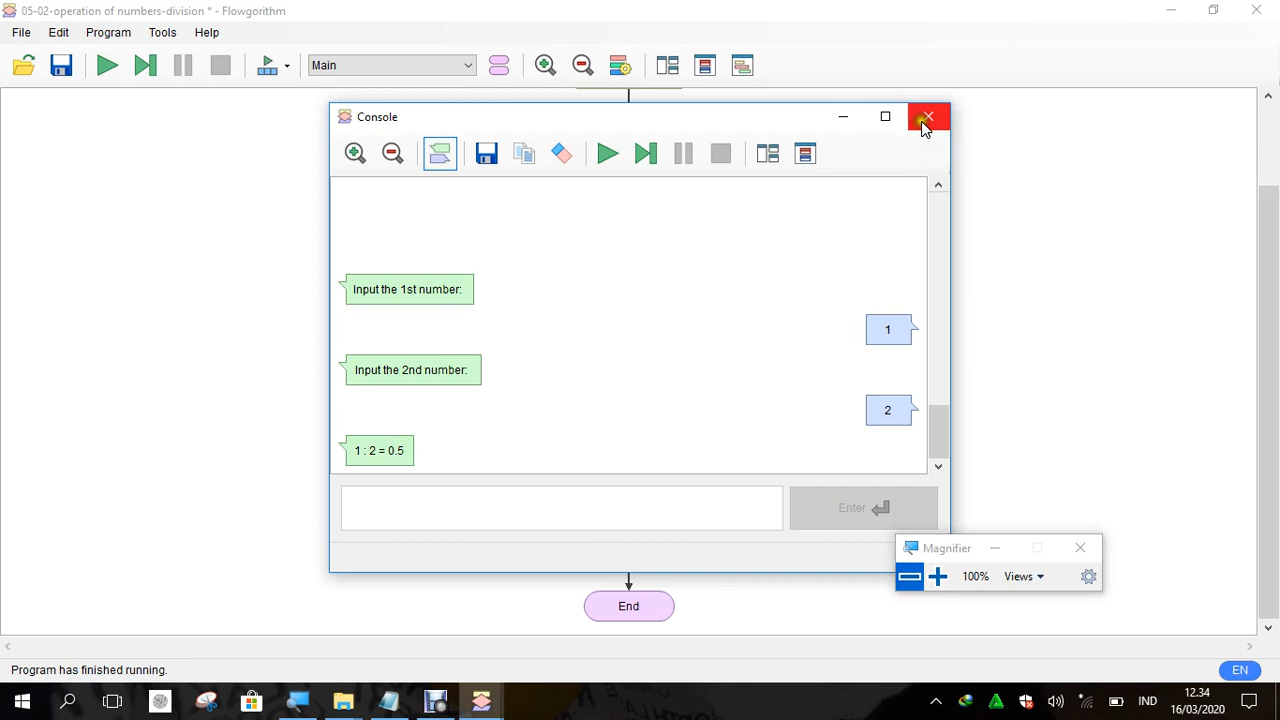 05-02-operation of numbers-division * - Flowgorithm
File Edit Program Tools Help
Main
Console
Input the 1st number:
1
Input the 2nd number:
2
1 : 2 = 0.5
Enter
Magnifier
100% Views
End
Program has finished running.
EN
IND
12.34
16/03/2020